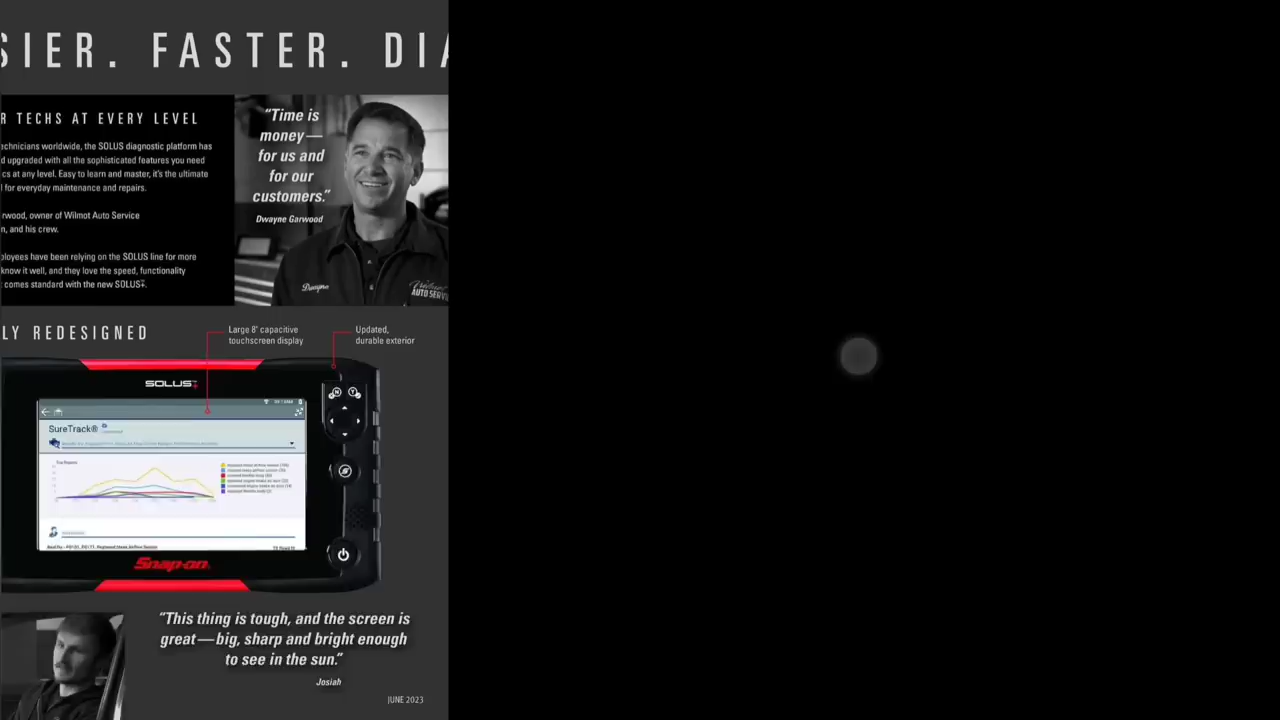 SIER. FASTER. DIA
R TECHS AT EVERY LEVEL
echnicians worldwide, the SOLUS diagnostic platform has
d upgraded with all the sophisticated features you need
cs at any level. Easy to learn and master, it's the ultimate
l for everyday maintenance and repairs.
rwood, owner of Wilmot Auto Service
n, and his crew.
ployees have been relying on the SOLUS line for more
know it well, and they love the speed, functionality
t comes standard with the new SOLUS+.
“Time is
money—
for us and
for our
customers.”
Dwayne Garwood
Dwayne
AUTO SERVI
LY REDESIGNED
Large 8" capacitive
touchscreen display
Updated,
durable exterior
SOLUS+
N Y
SureTrack®
Snap-on
“This thing is tough, and the screen is
great—big, sharp and bright enough
to see in the sun.”
Josiah
JUNE 2023